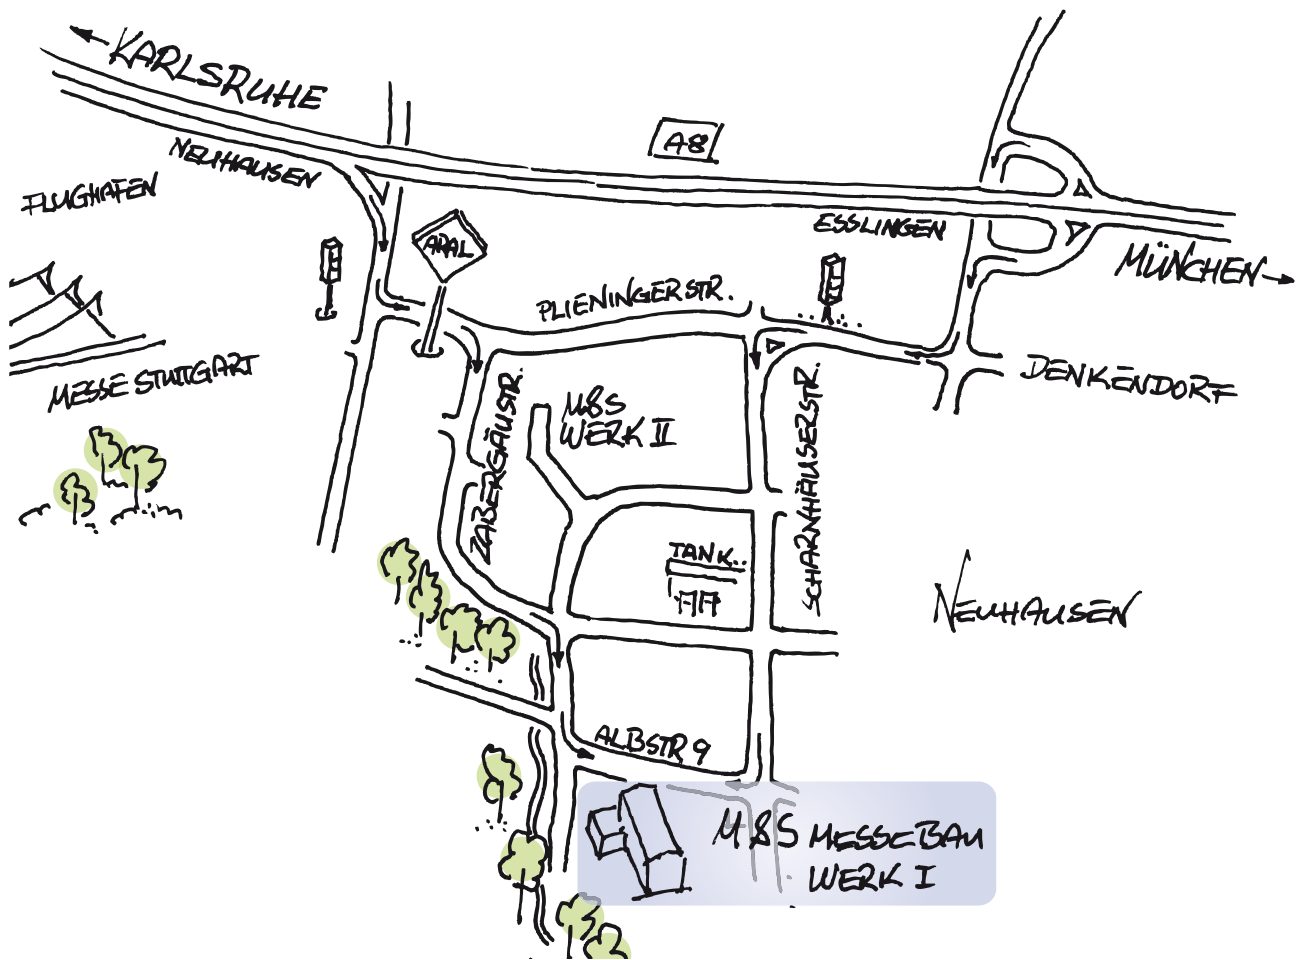 KARLSRUHE
A8
NEUHAUSEN
FLUGHAFEN
ESSLINGEN
ARAL
MÜNCHEN
PLIENINGERSTR.
MESSE STUTTGART
DENKENDORF
ZABERGÄUSTR.
M&S
WERK II
SCHARNHÄUSERSTR.
TANK..
NEUHAUSEN
ALBSTR 9
M&S MESSEBAU
WERK I